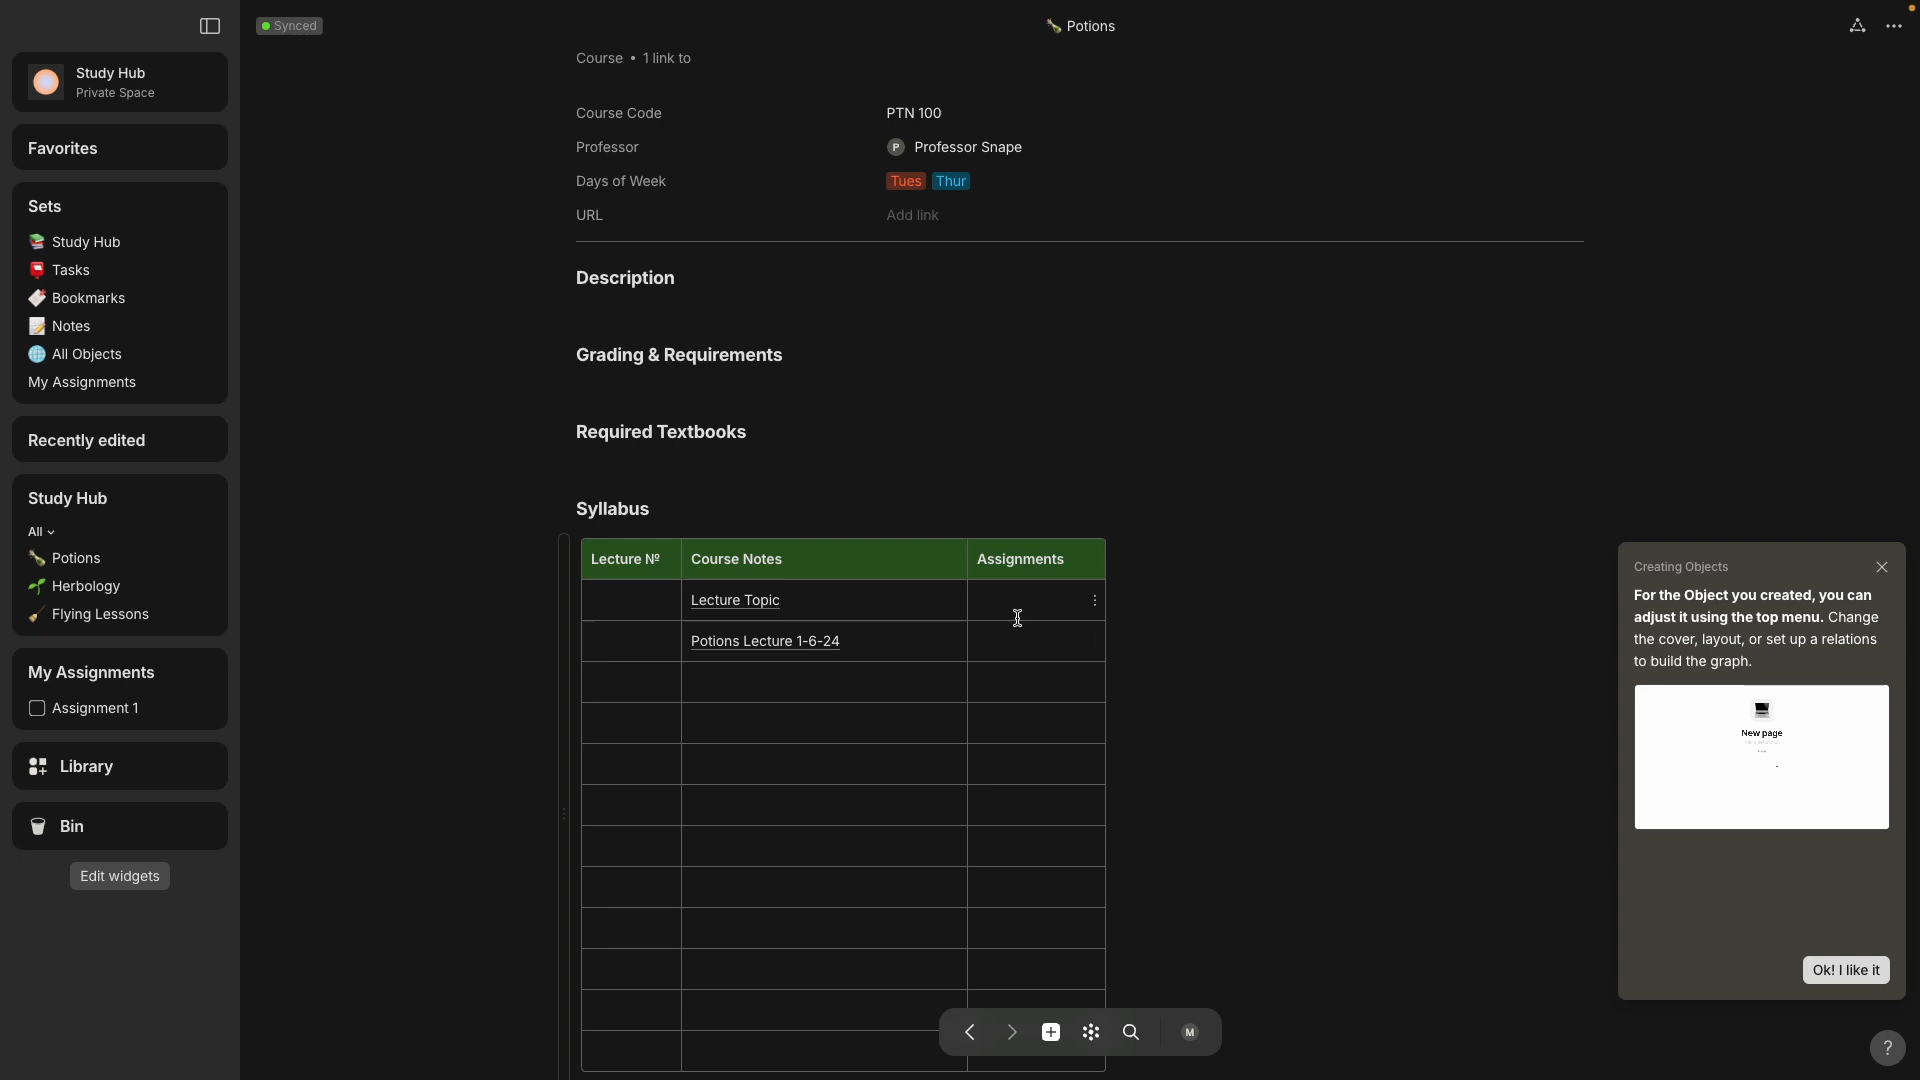 Synced
Potions
Study Hub
Private Space
Favorites
Sets
Study Hub
Tasks
Bookmarks
Notes
All Objects
My Assignments
Recently edited
Study Hub
All
Potions
Herbology
Flying Lessons
My Assignments
Assignment 1
Library
Bin
Edit widgets
Course • 1 link to
Course Code PTN 100
Professor P Professor Snape
Days of Week Tues Thur
URL Add link
Description
Grading & Requirements
Required Textbooks
Syllabus
Lecture Nº Course Notes Assignments
Lecture Topic
Potions Lecture 1-6-24
M
Creating Objects
For the Object you created, you can
adjust it using the top menu. Change
the cover, layout, or set up a relations
to build the graph.
New page
Ok! I like it
?